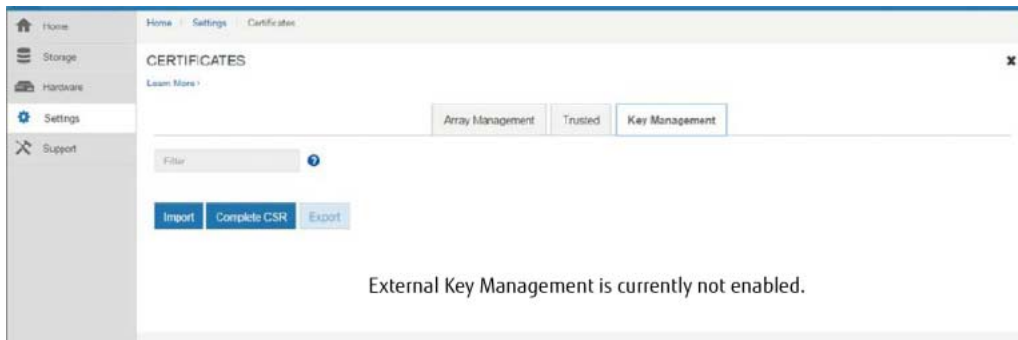 Home
Storage
Hardware
Settings
Support
Home Settings Certificates
CERTIFICATES
Learn More >
Array Management Trusted Key Management
Filter
Import Complete CSR Export
External Key Management is currently not enabled.